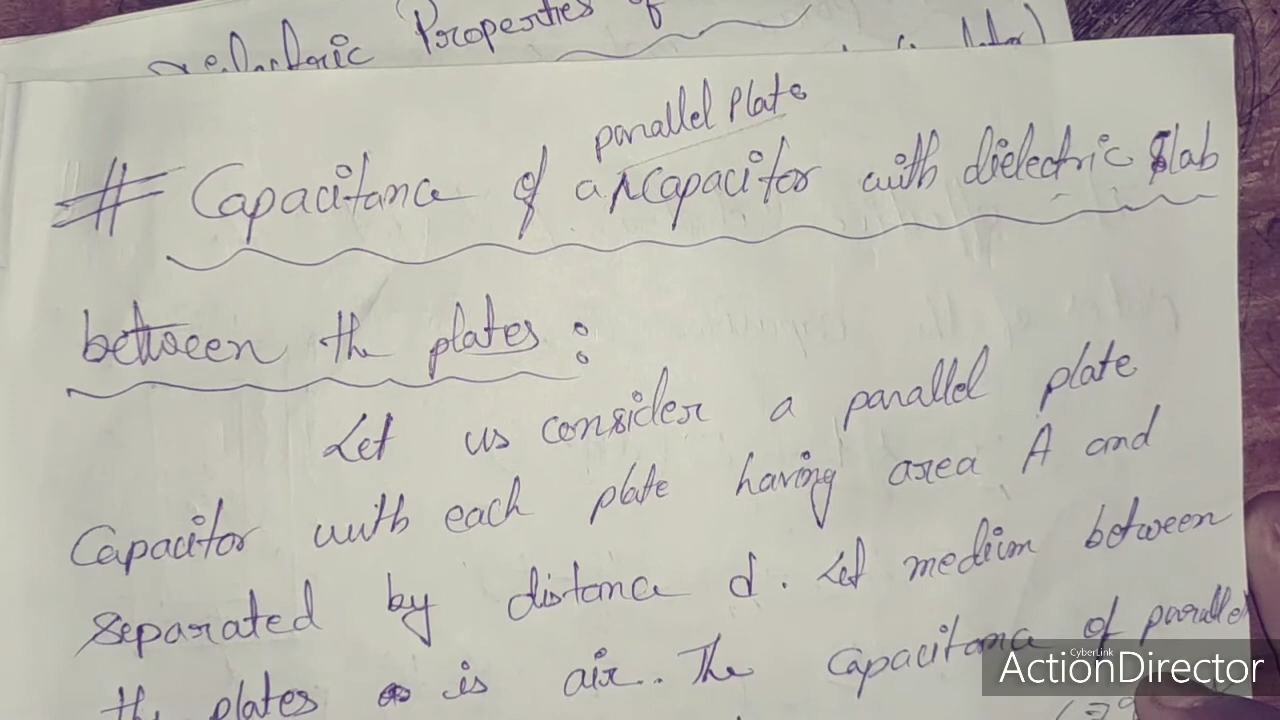 Properties of
# Capacitance of a parallel plate capacitor with dielectric slab
between the plates :
Let us consider a parallel plate
Capacitor with each plate having area A and
separated by distance d. Let medium between
the plates is air. The capacitance of parallel
CyberLink
ActionDirector